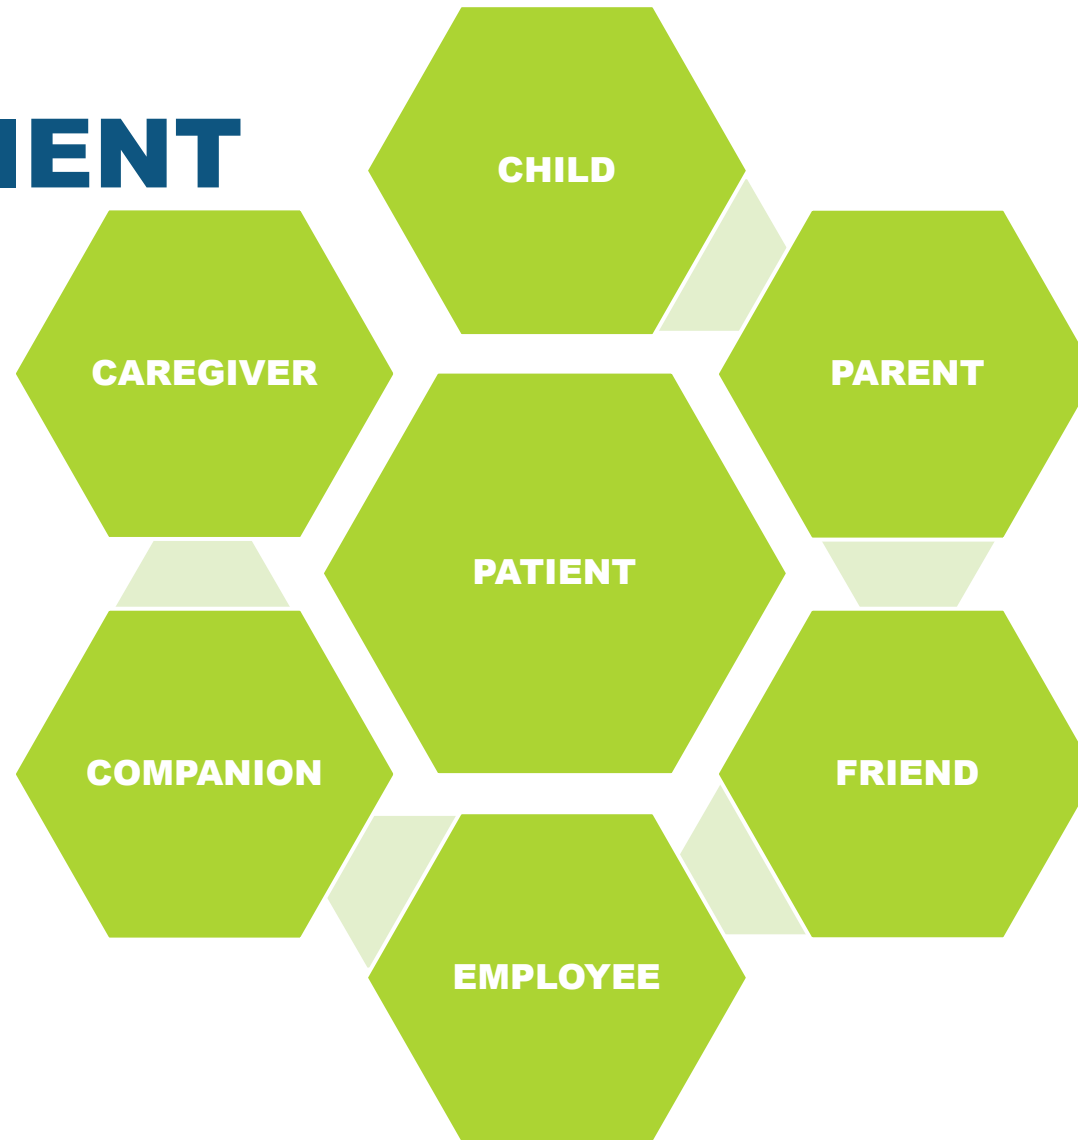 IENT
CHILD
CAREGIVER
PARENT
PATIENT
COMPANION
FRIEND
EMPLOYEE